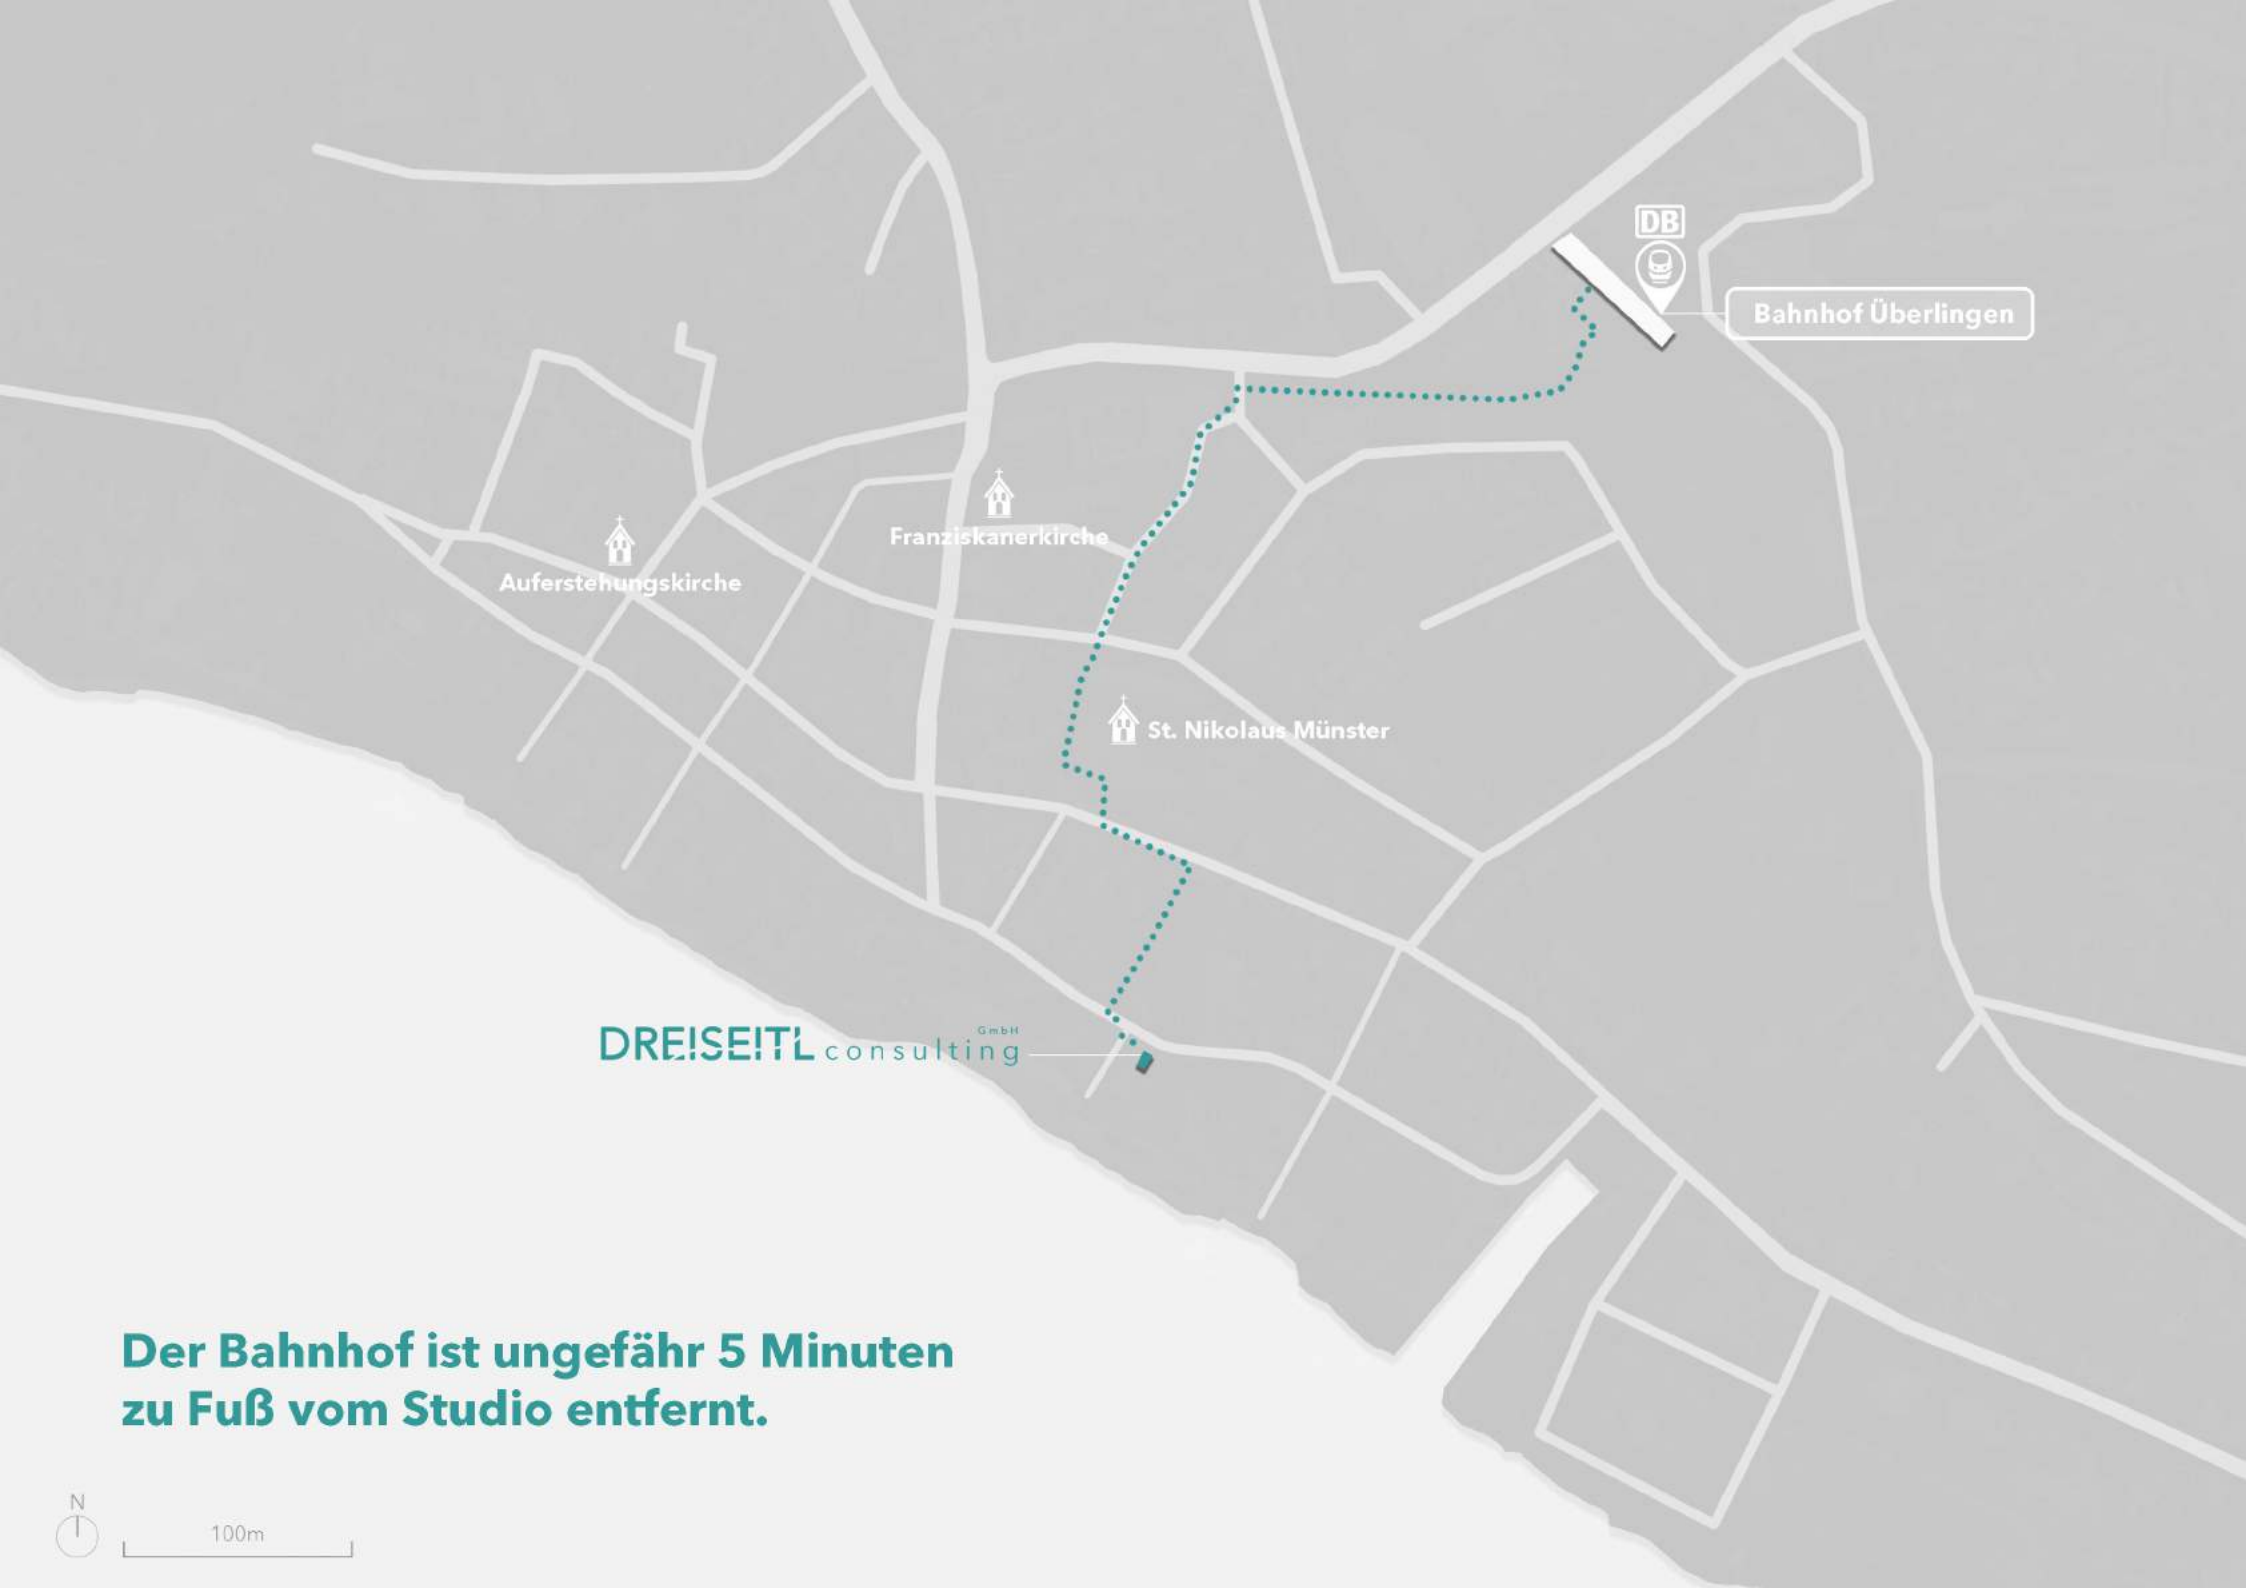 DB
Bahnhof Überlingen
Franziskanerkirche
Auferstehungskirche
St. Nikolaus Münster
DREISEITL consulting GmbH
Der Bahnhof ist ungefähr 5 Minuten
zu Fuß vom Studio entfernt.
N
100m